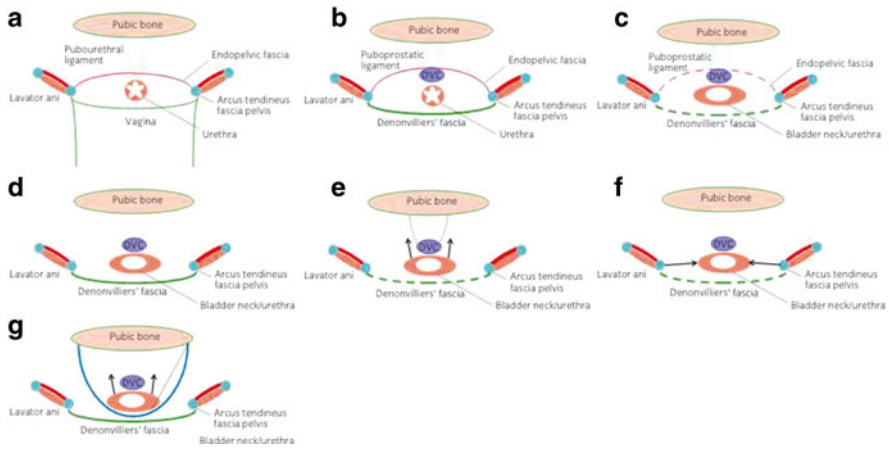 a
Pubic bone
Pubourethral
ligament
Endopelvic fascia
Lavator ani
Arcus tendineus
fascia pelvis
Vagina
Urethra
b
Pubic bone
Puboprostatic
ligament
Endopelvic fascia
DVC
Lavator ani
Arcus tendineus
fascia pelvis
Denonvilliers' fascia
Urethra
c
Pubic bone
Puboprostatic
ligament
Endopelvic fascia
DVC
Lavator ani
Arcus tendineus
fascia pelvis
Denonvilliers' fascia
Bladder neck/urethra
d
Pubic bone
DVC
Lavator ani
Arcus tendineus
fascia pelvis
Denonvilliers' fascia
Bladder neck/urethra
e
Pubic bone
DVC
Lavator ani
Arcus tendineus
fascia pelvis
Denonvilliers' fascia
Bladder neck/urethra
f
Pubic bone
DVC
Lavator ani
Arcus tendineus
fascia pelvis
Denonvilliers' fascia
Bladder neck/urethra
g
Pubic bone
DVC
Lavator ani
Arcus tendineus
fascia pelvis
Denonvilliers' fascia
Bladder neck/urethra